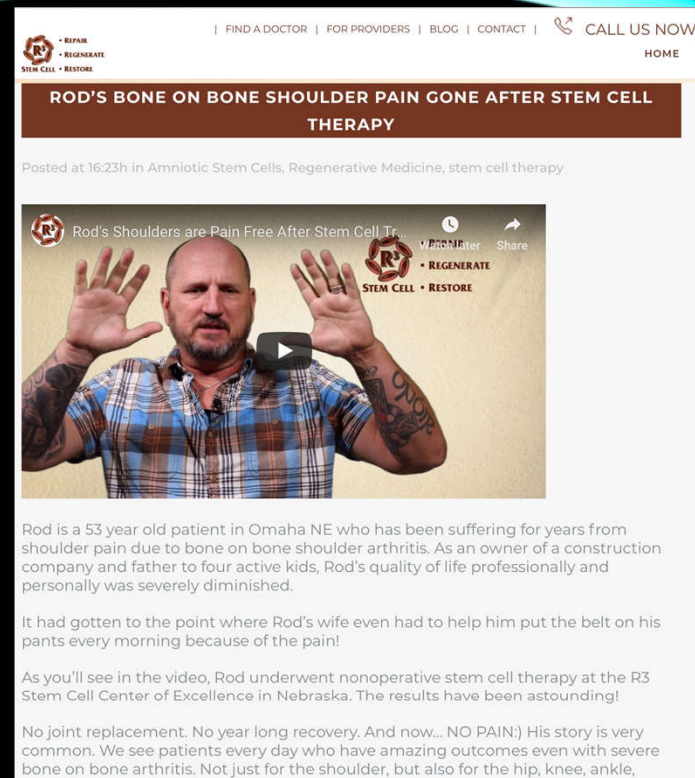 | FIND A DOCTOR | FOR PROVIDERS | BLOG | CONTACT | CALL US NOW
R3
• REPAIR
• REGENERATE
STEM CELL • RESTORE
HOME
ROD'S BONE ON BONE SHOULDER PAIN GONE AFTER STEM CELL
THERAPY
Posted at 16:23h in Amniotic Stem Cells, Regenerative Medicine, stem cell therapy
R3
Rod's Shoulders are Pain Free After Stem Cell Tr...
Watch later Share
R3
• REPAIR
• REGENERATE
STEM CELL • RESTORE
Rod is a 53 year old patient in Omaha NE who has been suffering for years from
shoulder pain due to bone on bone shoulder arthritis. As an owner of a construction
company and father to four active kids, Rod's quality of life professionally and
personally was severely diminished.
It had gotten to the point where Rod's wife even had to help him put the belt on his
pants every morning because of the pain!
As you'll see in the video, Rod underwent nonoperative stem cell therapy at the R3
Stem Cell Center of Excellence in Nebraska. The results have been astounding!
No joint replacement. No year long recovery. And now... NO PAIN:) His story is very
common. We see patients every day who have amazing outcomes even with severe
bone on bone arthritis. Not just for the shoulder, but also for the hip, knee, ankle,